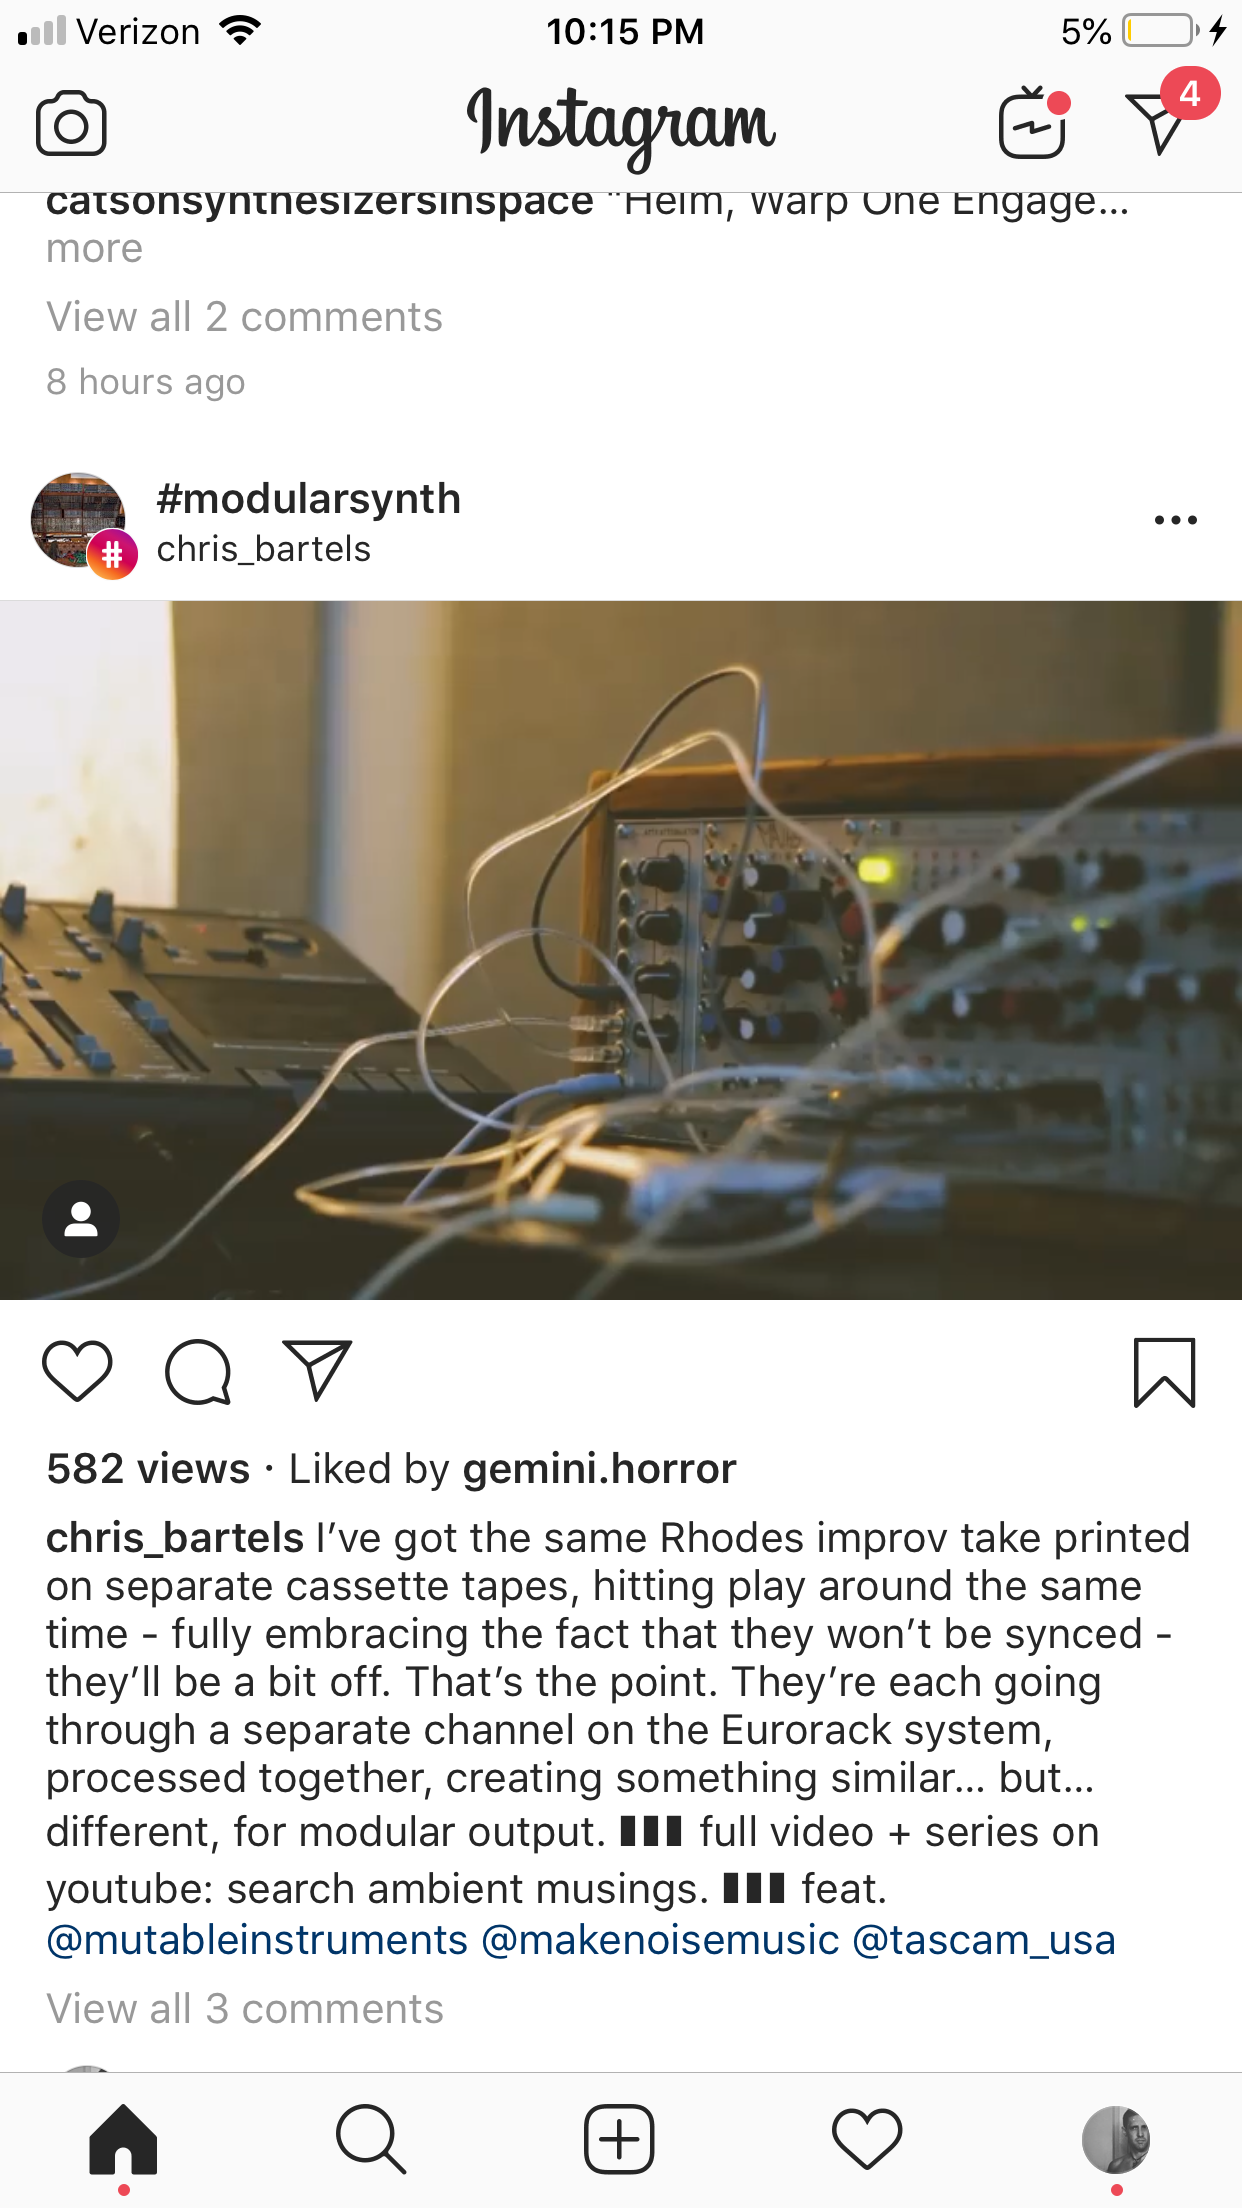 Verizon 10:15 PM 5%
Instagram 4
catsonsynthesizersinspace "Helm, Warp One Engage...
more
View all 2 comments
8 hours ago
#modularsynth
chris_bartels
582 views · Liked by gemini.horror
chris_bartels I’ve got the same Rhodes improv take printed
on separate cassette tapes, hitting play around the same
time - fully embracing the fact that they won’t be synced -
they’ll be a bit off. That’s the point. They’re each going
through a separate channel on the Eurorack system,
processed together, creating something similar... but...
different, for modular output. ▮▮▮ full video + series on
youtube: search ambient musings. ▮▮▮ feat.
@mutableinstruments @makenoisemusic @tascam_usa
View all 3 comments